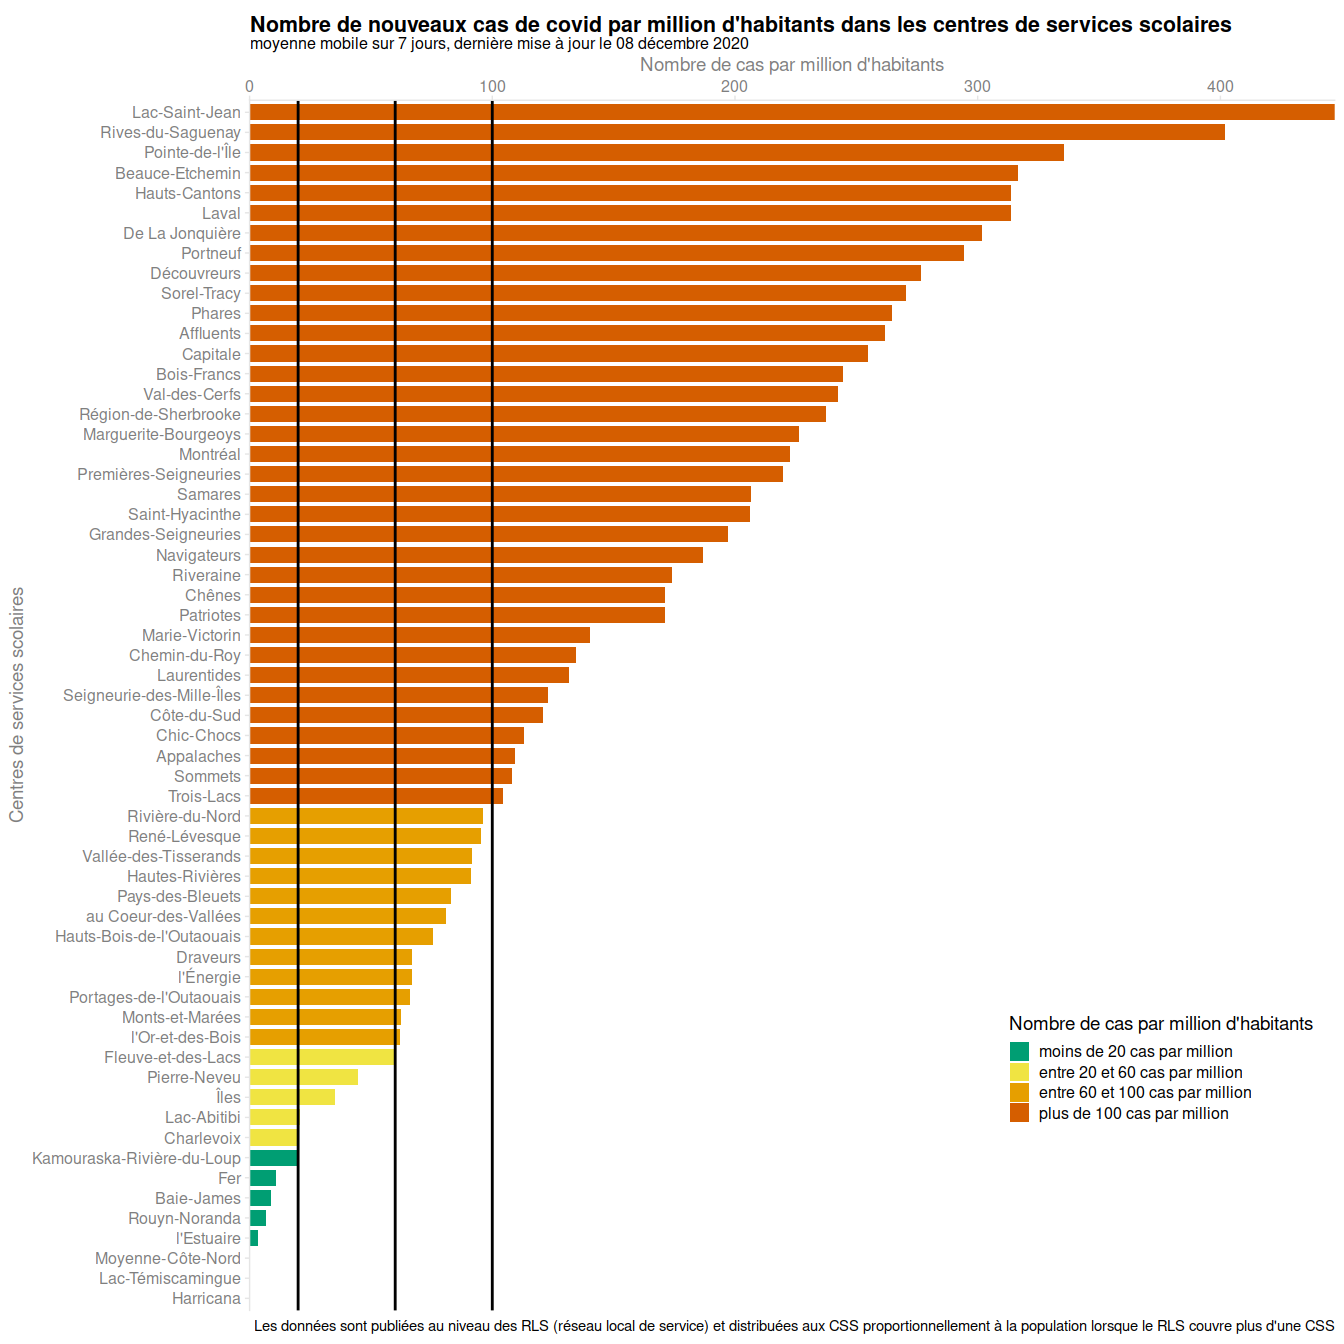 Nombre de nouveaux cas de covid par million d'habitants dans les centres de services scolaires
moyenne mobile sur 7 jours, dernière mise à jour le 08 décembre 2020
Nombre de cas par million d'habitants
0 100 200 300 400
Centres de services scolaires
Lac-Saint-Jean
Rives-du-Saguenay
Pointe-de-l'Île
Beauce-Etchemin
Hauts-Cantons
Laval
De La Jonquière
Portneuf
Découvreurs
Sorel-Tracy
Phares
Affluents
Capitale
Bois-Francs
Val-des-Cerfs
Région-de-Sherbrooke
Marguerite-Bourgeoys
Montréal
Premières-Seigneuries
Samares
Saint-Hyacinthe
Grandes-Seigneuries
Navigateurs
Riveraine
Chênes
Patriotes
Marie-Victorin
Chemin-du-Roy
Laurentides
Seigneurie-des-Mille-Îles
Côte-du-Sud
Chic-Chocs
Appalaches
Sommets
Trois-Lacs
Rivière-du-Nord
René-Lévesque
Vallée-des-Tisserands
Hautes-Rivières
Pays-des-Bleuets
au Coeur-des-Vallées
Hauts-Bois-de-l'Outaouais
Draveurs
l'Énergie
Portages-de-l'Outaouais
Monts-et-Marées
l'Or-et-des-Bois
Fleuve-et-des-Lacs
Pierre-Neveu
Îles
Lac-Abitibi
Charlevoix
Kamouraska-Rivière-du-Loup
Fer
Baie-James
Rouyn-Noranda
l'Estuaire
Moyenne-Côte-Nord
Lac-Témiscamingue
Harricana
Nombre de cas par million d'habitants
moins de 20 cas par million
entre 20 et 60 cas par million
entre 60 et 100 cas par million
plus de 100 cas par million
Les données sont publiées au niveau des RLS (réseau local de service) et distribuées aux CSS proportionnellement à la population lorsque le RLS couvre plus d'une CSS